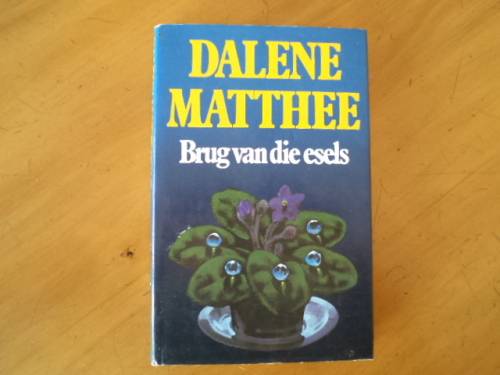 DALENE
MATTHEE
Brug van die esels